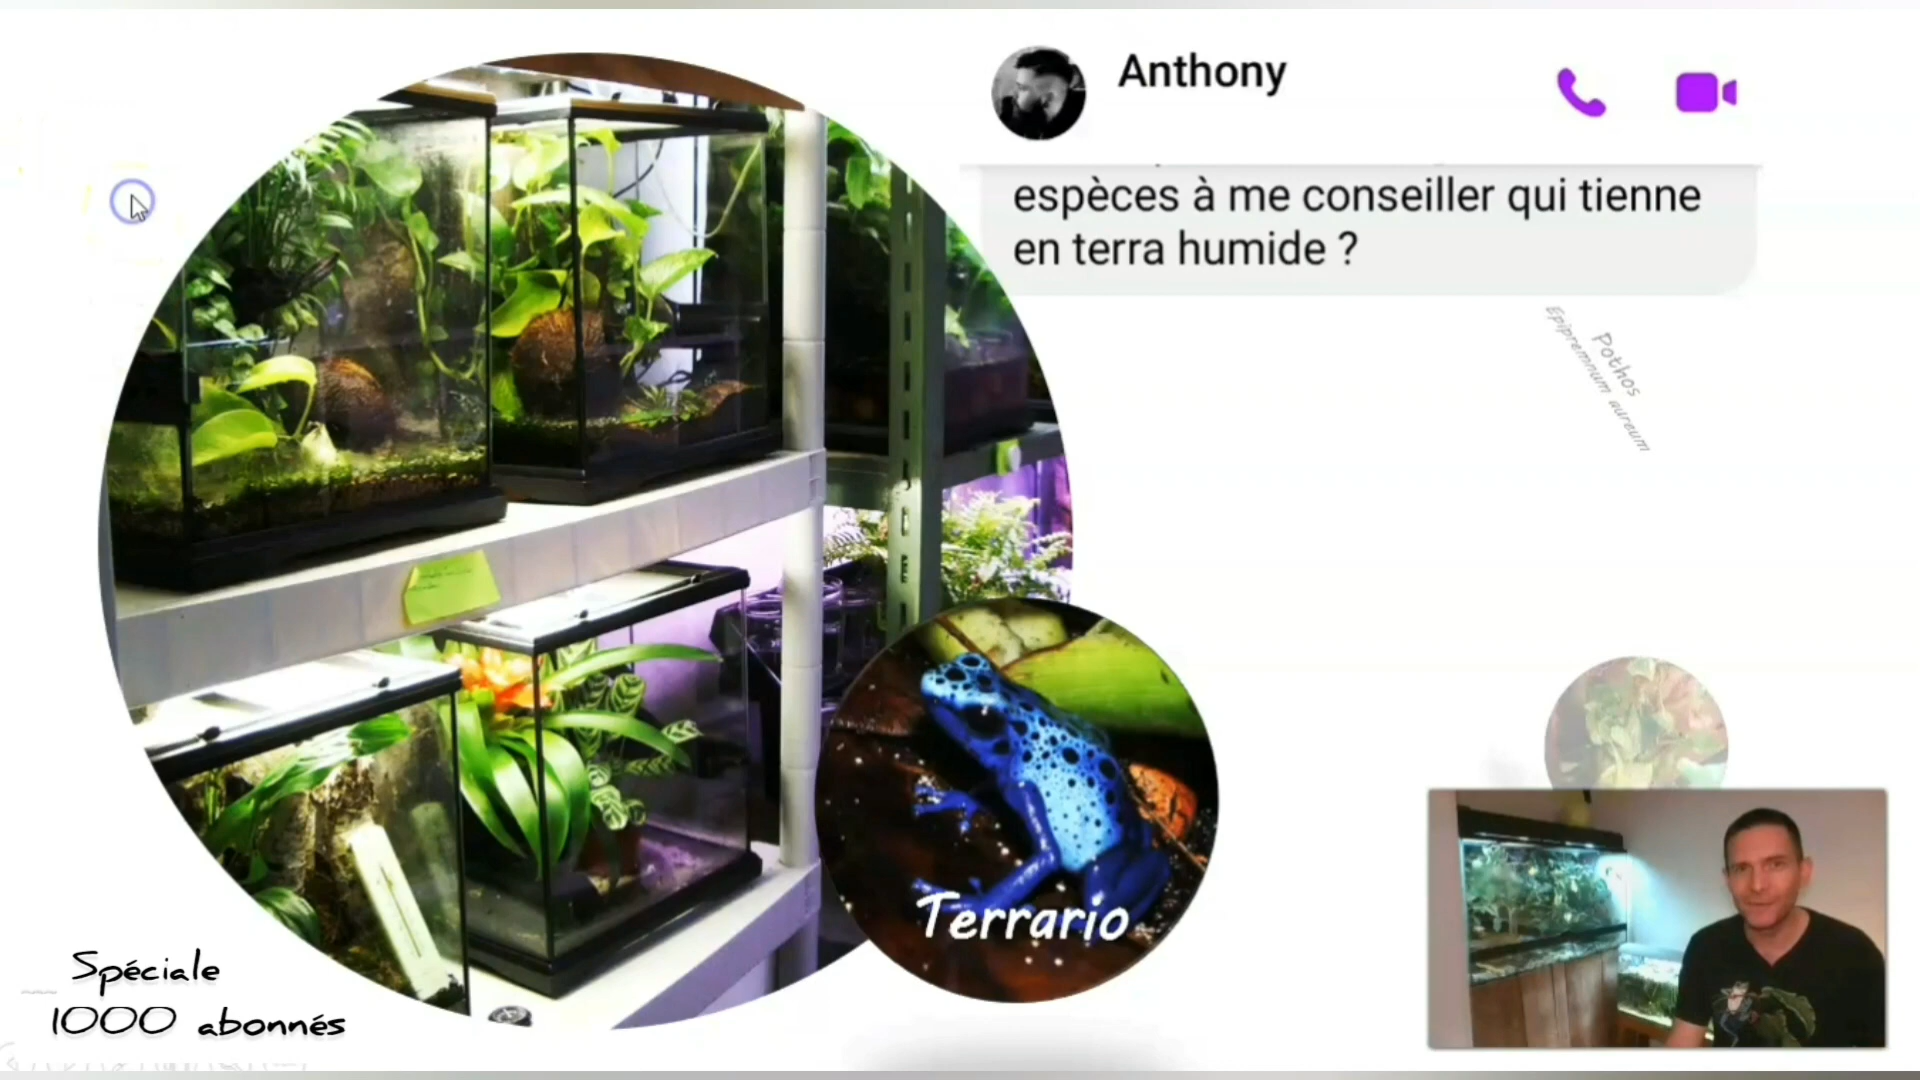 Anthony
espèces à me conseiller qui tienne
en terra humide ?
Pothos
Epipremnum aureum
Terrario
Spéciale
1000 abonnés